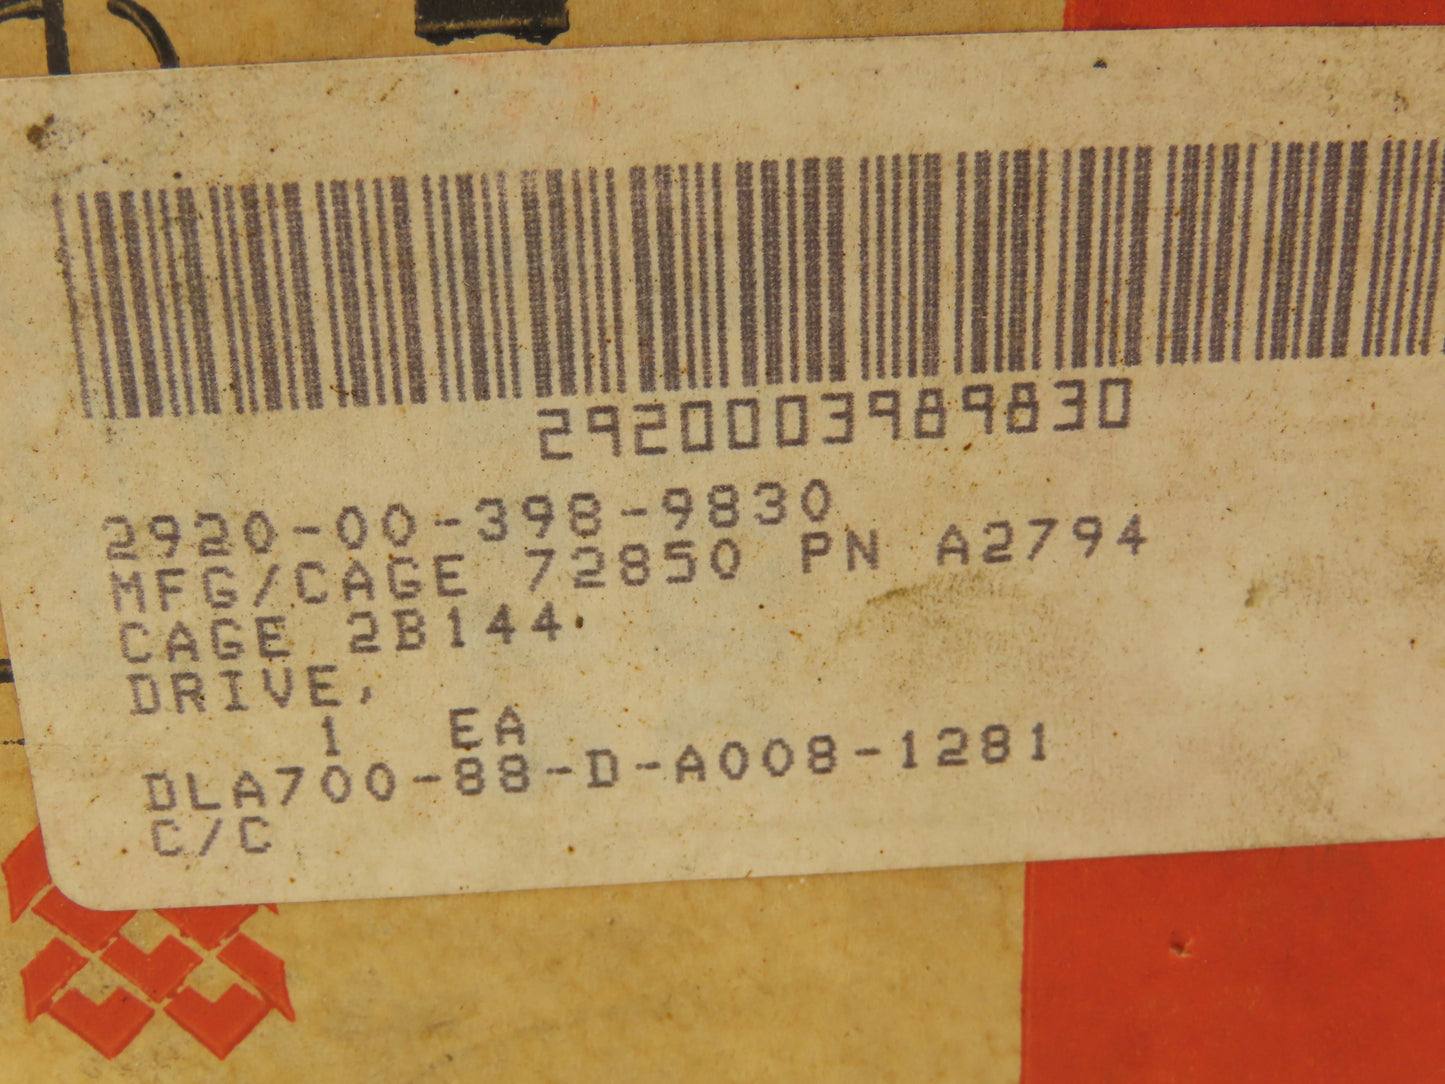 2920003989830
2920-00-398-9830
MFG/CAGE 72850 PN A2794
CAGE 2B144
DRIVE,
1 EA
DLA700-88-D-A008-1281
C/C